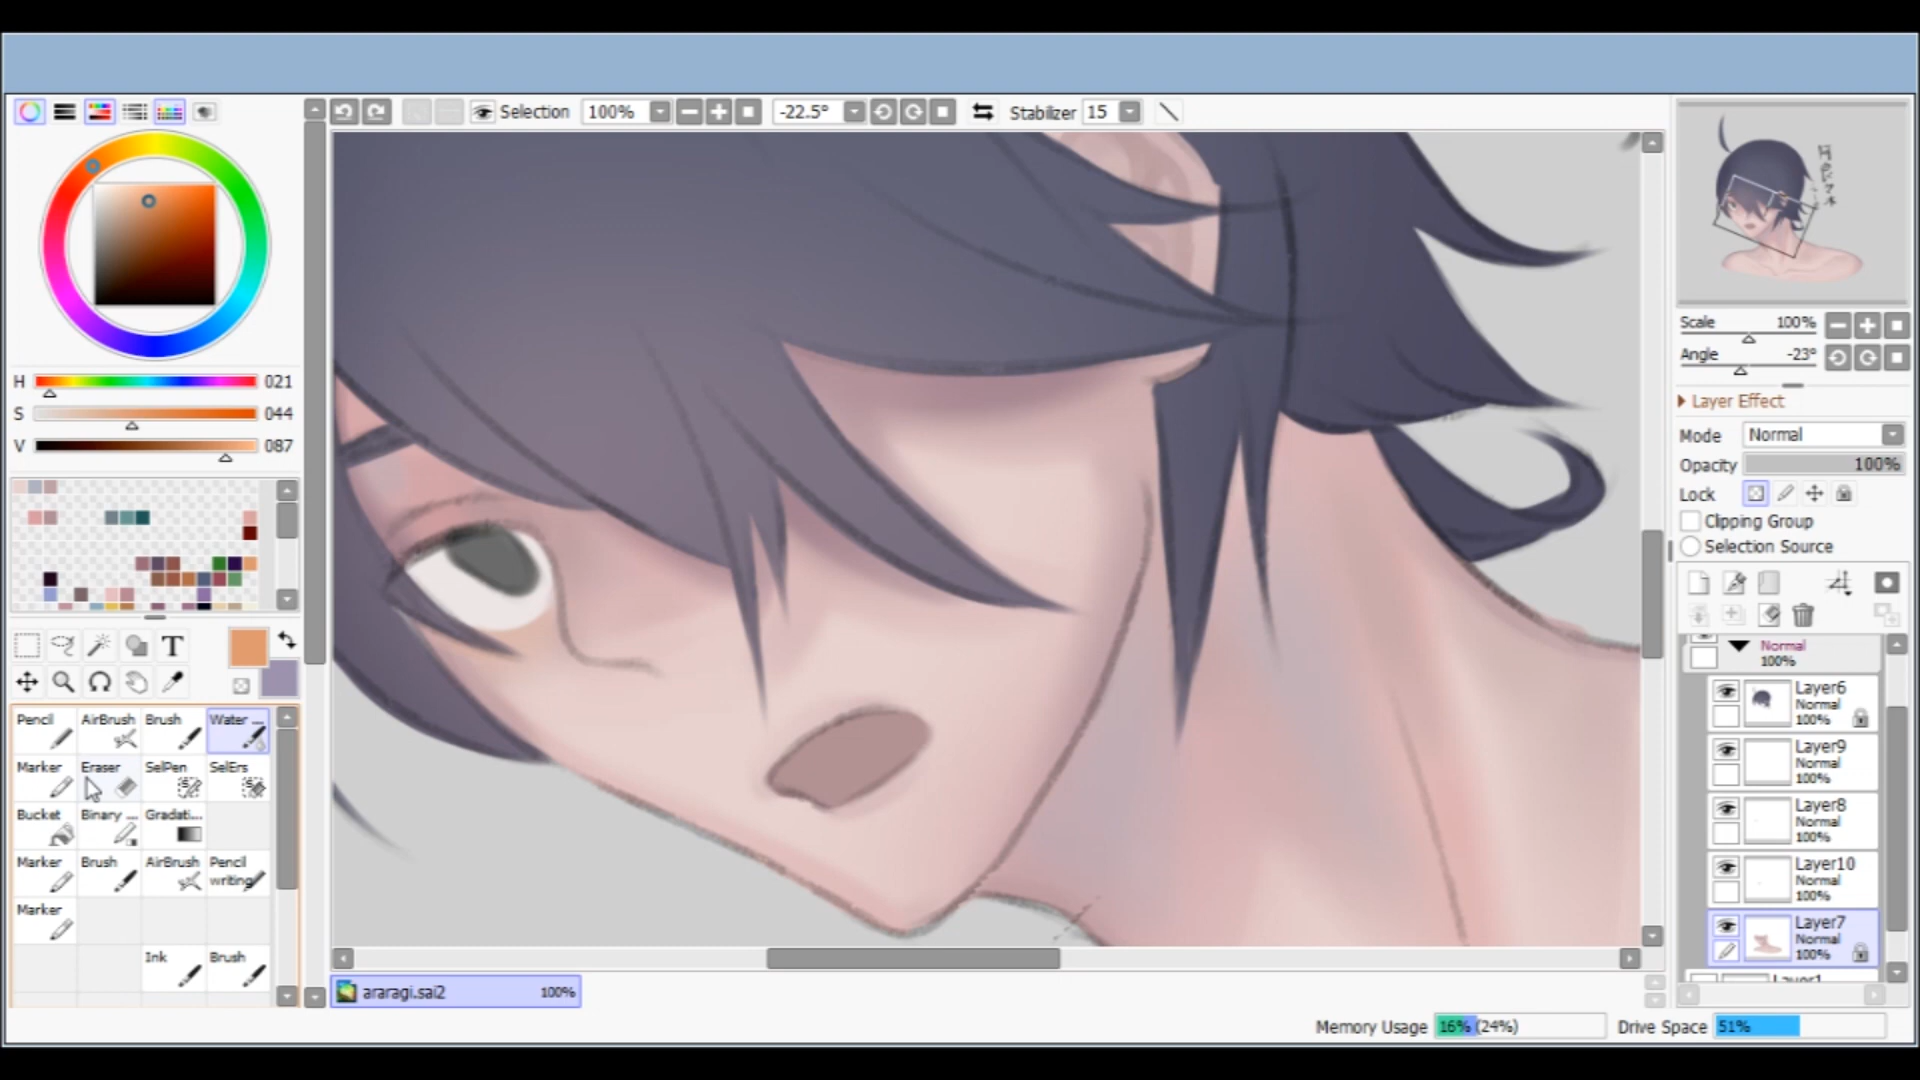 Selection 100% -22.5° Stabilizer 15
H 021
S 044
V 087
T
Pencil AirBrush Brush Water ...
Marker Eraser SelPen SelErs
Bucket Binary ... Gradati...
Marker Brush AirBrush Pencil writing
Marker
Ink Brush
araragi.sai2 100%
Scale 100%
Angle -23°
Layer Effect
Mode Normal
Opacity 100%
Lock
Clipping Group
Selection Source
Normal
100%
Layer6
Normal
100%
Layer9
Normal
100%
Layer8
Normal
100%
Layer10
Normal
100%
Layer7
Normal
100%
Layer1
Memory Usage 16% (24%) Drive Space 51%